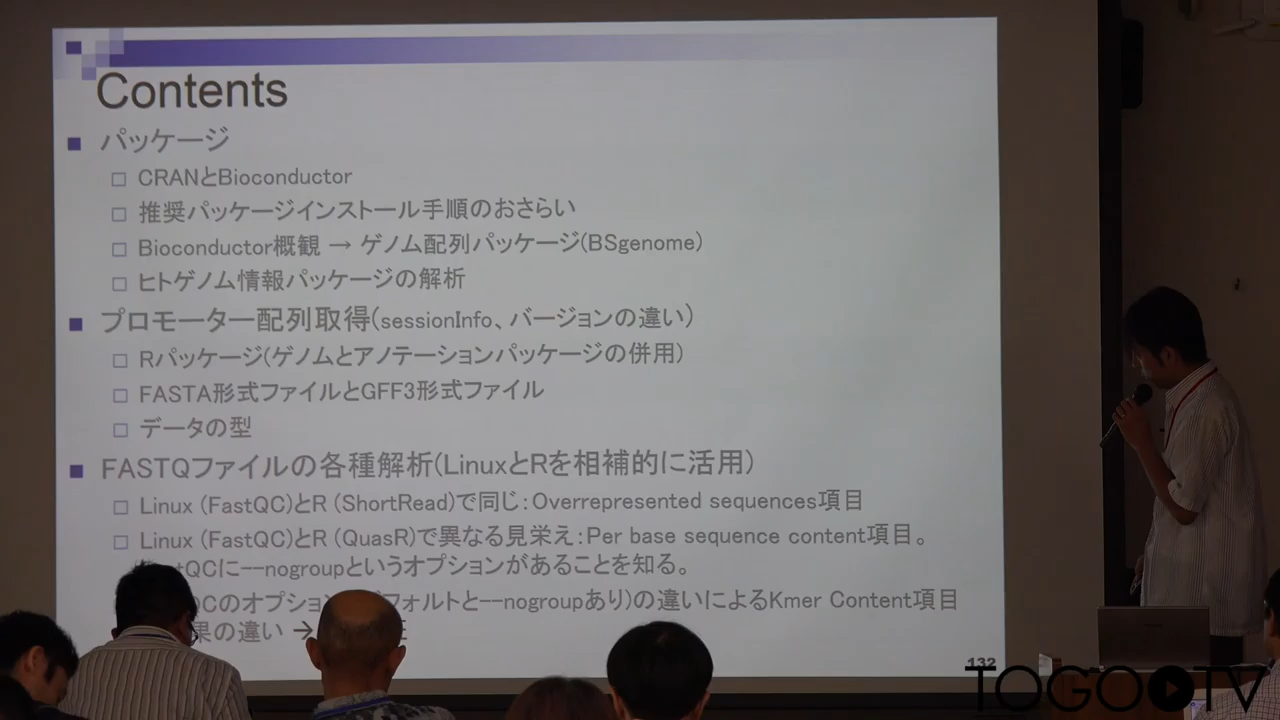 Contents
パッケージ
CRANとBioconductor
推奨パッケージインストール手順のおさらい
Bioconductor概観 → ゲノム配列パッケージ(BSgenome)
ヒトゲノム情報パッケージの解析
プロモーター配列取得(sessionInfo、バージョンの違い)
Rパッケージ(ゲノムとアノテーションパッケージの併用)
FASTA形式ファイルとGFF3形式ファイル
データの型
FASTQファイルの各種解析(LinuxとRを相補的に活用)
Linux (FastQC)とR (ShortRead)で同じ：Overrepresented sequences項目
Linux (FastQC)とR (QuasR)で異なる見栄え：Per base sequence content項目。
QCに--nogroupというオプションがあることを知る。
QCのオプション フォルトと--nogroupあり)の違いによるKmer Content項目
果の違い →
132
TOGO TV